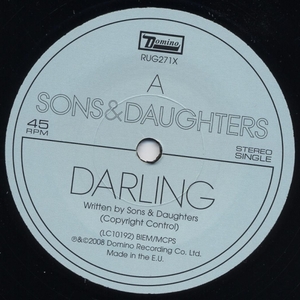 Domino
RUG271X
A
SONS&DAUGHTERS
45
RPM
STEREO
SINGLE
DARLING
Written by Sons & Daughters
(Copyright Control)
(LC10192) BIEM/MCPS
℗&©2008 Domino Recording Co. Ltd.
Made in the E.U.